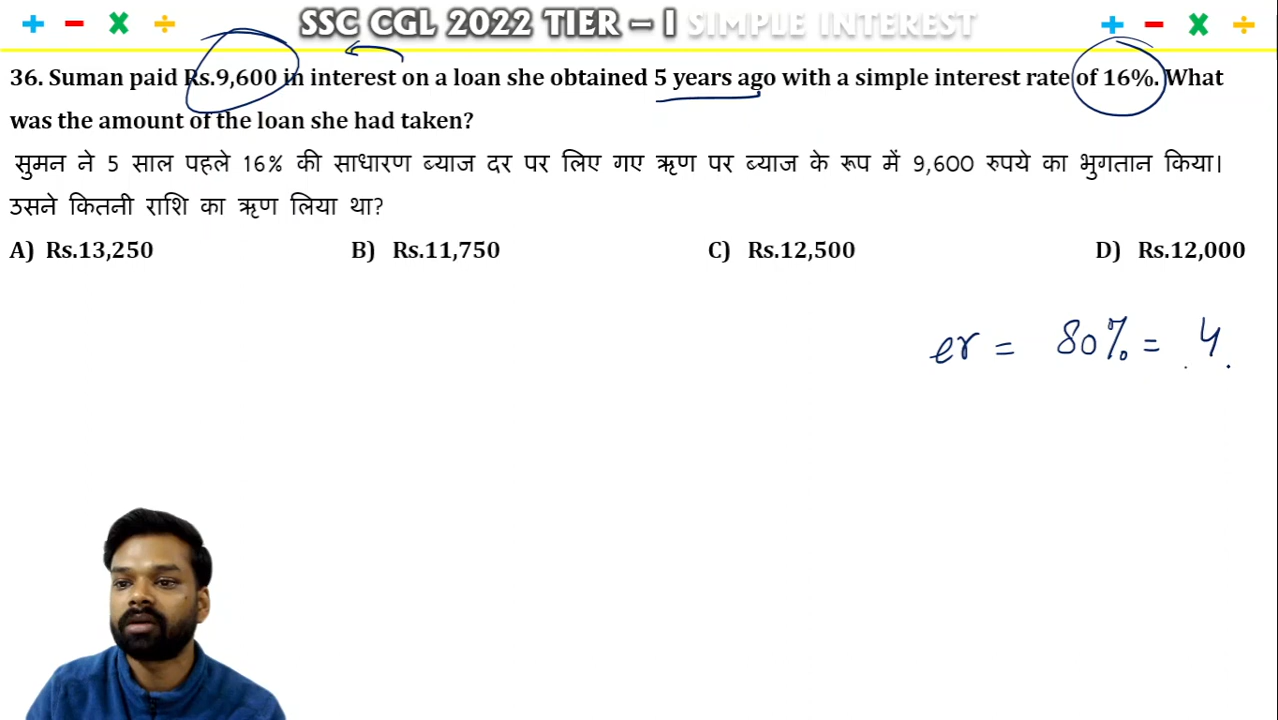 + - × ÷ SSC CGL 2022 TIER – I SIMPLE INTEREST + - × ÷
36. Suman paid Rs.9,600 in interest on a loan she obtained 5 years ago with a simple interest rate of 16%. What
was the amount of the loan she had taken?
सुमन ने 5 साल पहले 16% की साधारण ब्याज दर पर लिए गए ऋण पर ब्याज के रूप में 9,600 रुपये का भुगतान किया।
उसने कितनी राशि का ऋण लिया था?
A) Rs.13,250 B) Rs.11,750 C) Rs.12,500 D) Rs.12,000
er = 80% = 4